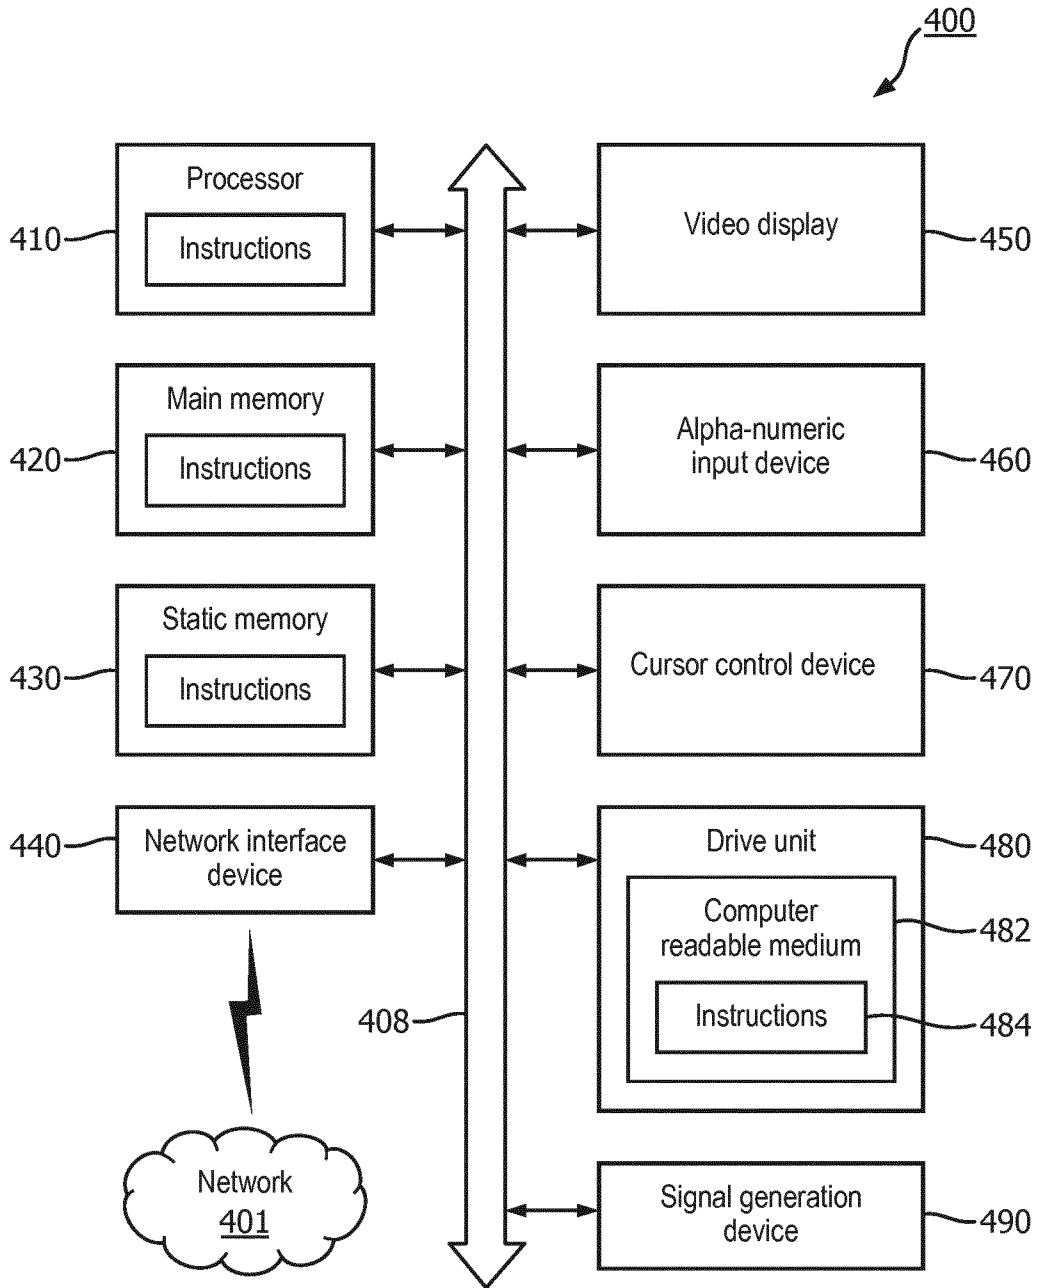 400
Processor
Instructions
410
Video display
450
Main memory
Instructions
420
Alpha-numeric
input device
460
Static memory
Instructions
430
Cursor control device
470
Network interface
device
440
Drive unit
480
Computer
readable medium
482
Instructions
484
408
Network
401
Signal generation
device
490